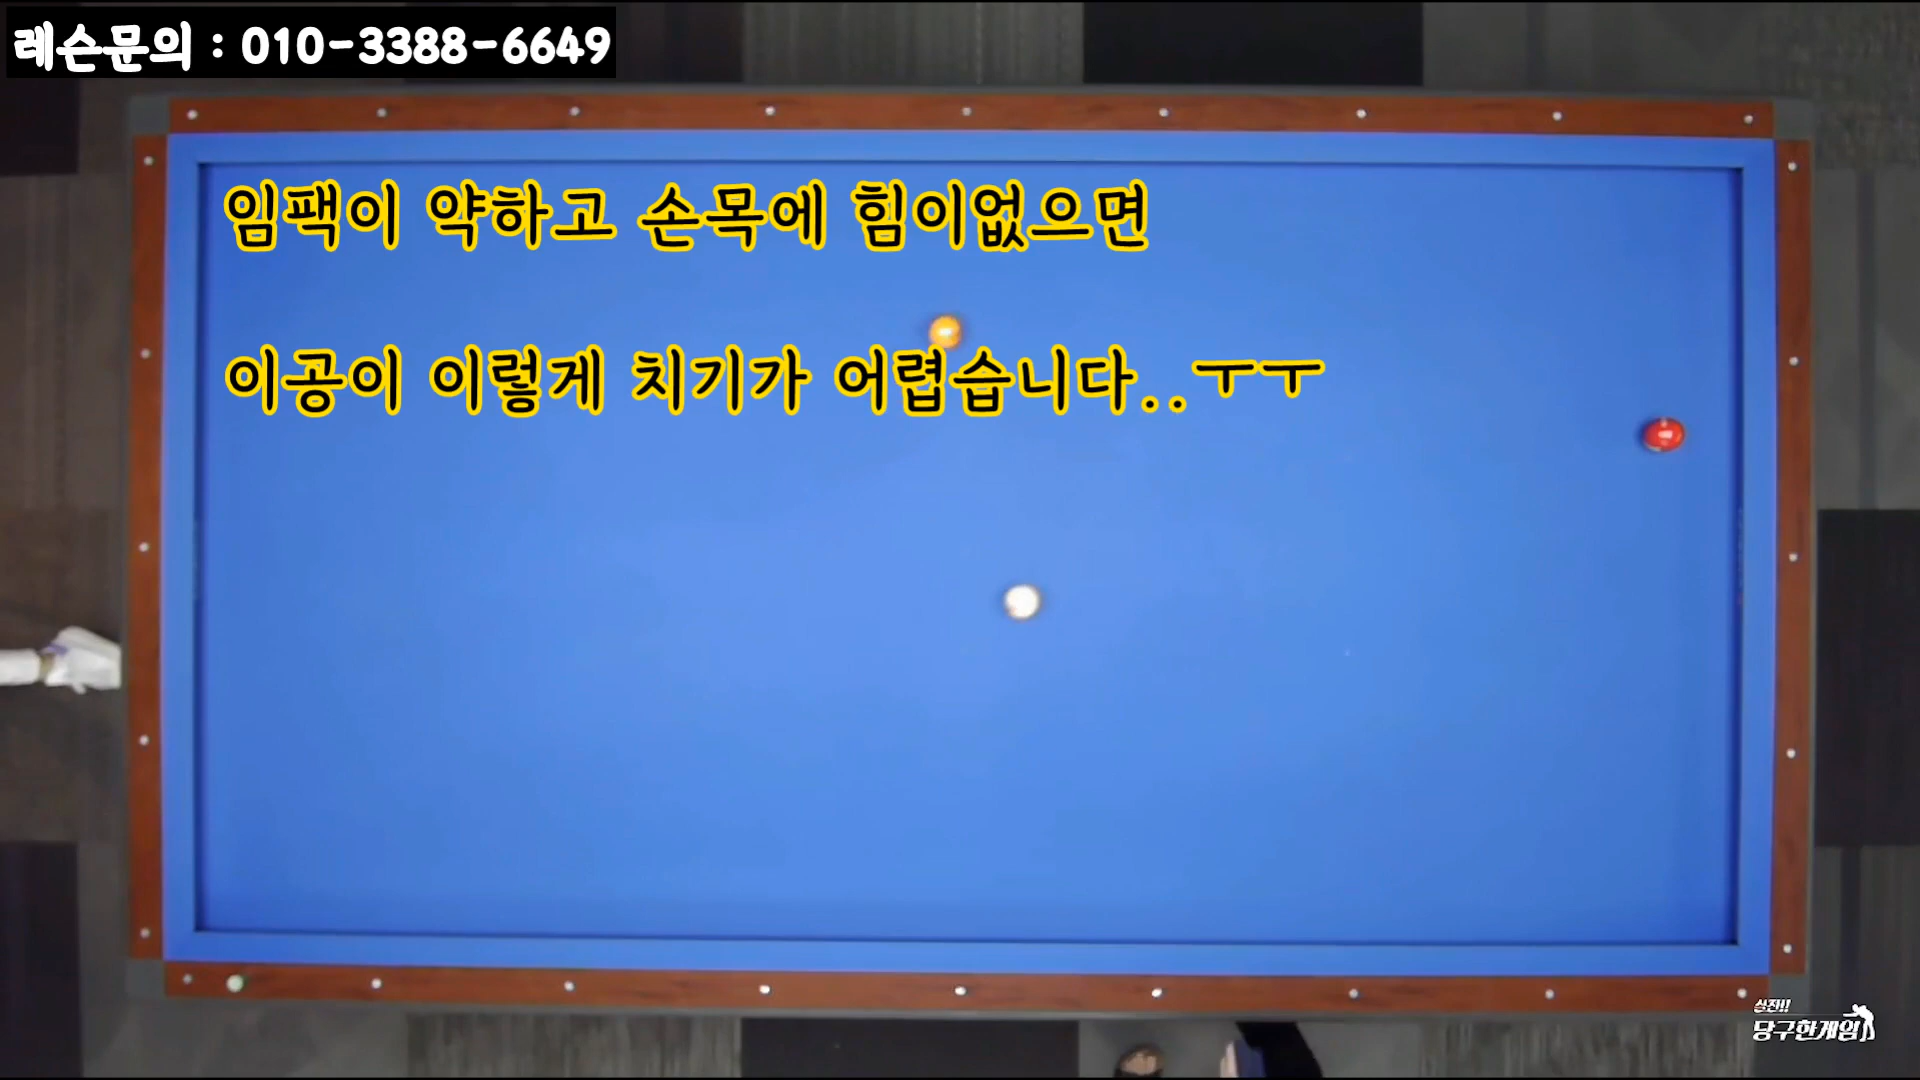 레슨문의 : 010-3388-6649
임팩이 약하고 손목에 힘이없으면
이공이 이렇게 치기가 어렵습니다..ㅜㅜ
실전!!
당구한게임